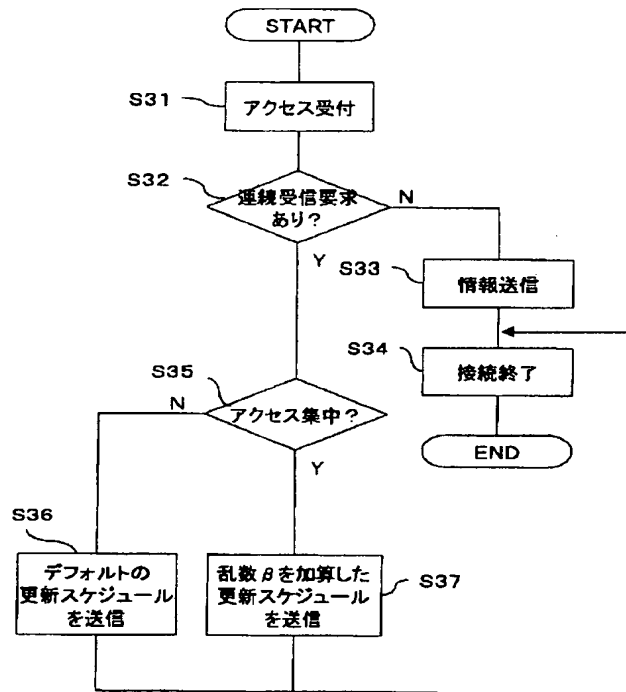 START
S31
アクセス受付
S32
連続受信要求
あり？
N
Y
S33
情報送信
S34
接続終了
END
S35
アクセス集中？
N
Y
S36
デフォルトの
更新スケジュール
を送信
乱数βを加算した
更新スケジュール
を送信
S37